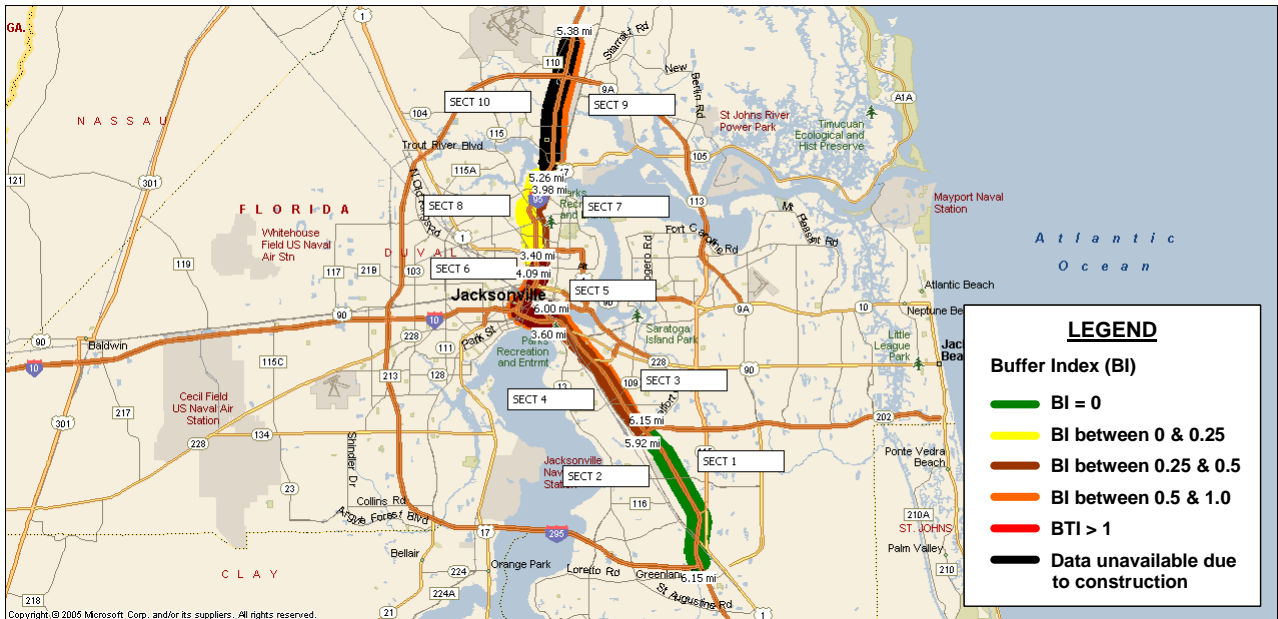 GA.
1
5.38 mi
Starratt Rd
110
New
Berlin Rd
9A
A1A
SECT 10
SECT 9
N A S S A U
104
St Johns River
Power Park
Timucuan
Ecological and
Hist Preserve
115
Trout River Blvd
105
115A
17
121
301
5.26 mi
3.98 mi
95
SECT 8
SECT 7
113
Mayport Naval
Station
F L O R I D A
Whitehouse
Field US Naval
Air Stn
1
Fort Caroline Rd
Mt Pleasant Rd
A t l a n t i c
O c e a n
D U V A L
3.40 mi
119
117
21B
103
SECT 6
4.09 mi
SECT 5
Atlantic Beach
Jacksonville
6.00 mi
9A
10
Neptune Be
90
10
3.60 mi
Park St
228
111
Parks
Recreation
and Entrmt
Saratoga
Island Park
Little
League
Park
90
Baldwin
10
115C
213
128
228
90
SECT 3
109
13
SECT 4
Cecil Field
US Naval Air
Station
217
301
228
134
6.15 mi
202
5.92 mi
Ponte Vedra
Beach
SECT 1
SECT 2
Jacksonville
23
116
Collins Rd
Argyle Forest Blvd
210A
ST. JOHNS
17
295
Palm Valley
210
Bellair
Orange Park
Loretto Rd
Greenlan
6.15 mi
St Augustine Rd
C L A Y
224
224A
218
21
1
LEGEND
Buffer Index (BI)
BI = 0
BI between 0 & 0.25
BI between 0.25 & 0.5
BI between 0.5 & 1.0
BTI > 1
Data unavailable due
to construction
Copyright © 2005 Microsoft Corp. and/or its suppliers. All rights reserved.